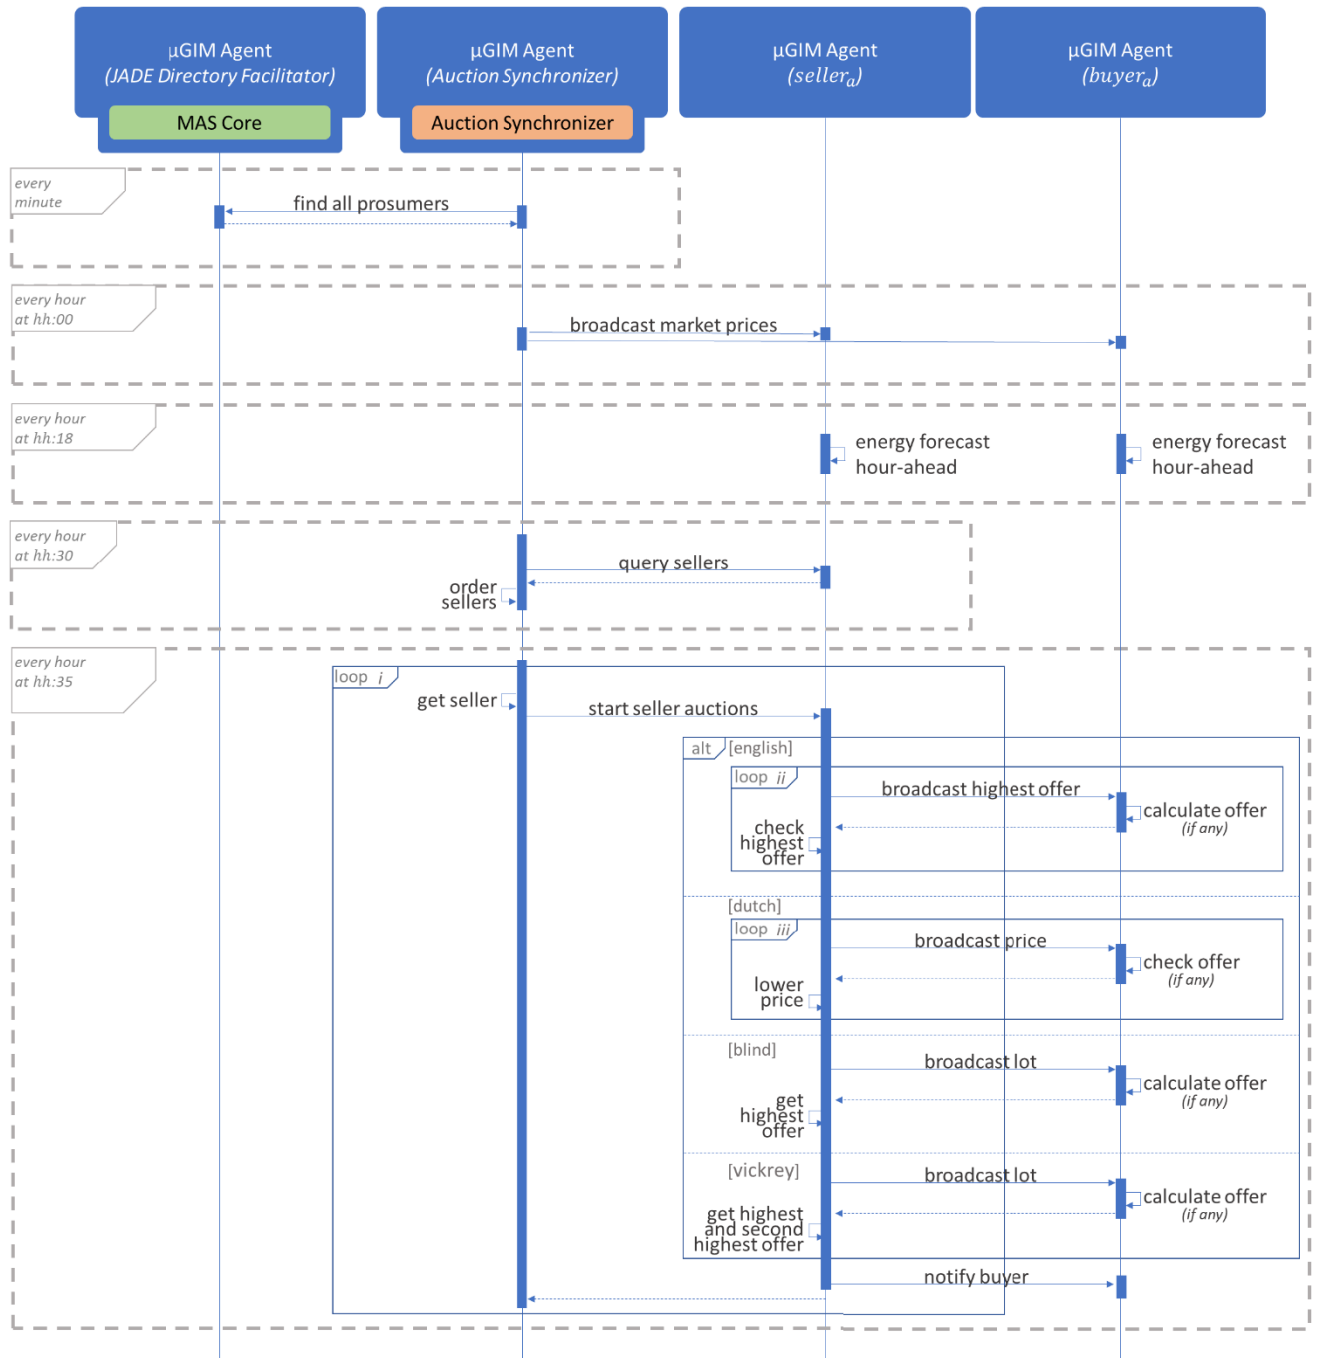 μGIM Agent
(JADE Directory Facilitator)
MAS Core
μGIM Agent
(Auction Synchronizer)
Auction Synchronizer
μGIM Agent
(seller_a)
μGIM Agent
(buyer_a)
every
minute
find all prosumers
every hour
at hh:00
broadcast market prices
every hour
at hh:18
energy forecast
hour-ahead
energy forecast
hour-ahead
every hour
at hh:30
query sellers
order
sellers
every hour
at hh:35
loop i
get seller
start seller auctions
alt [english]
loop ii
broadcast highest offer
calculate offer
(if any)
check
highest
offer
[dutch]
loop iii
broadcast price
check offer
(if any)
lower
price
[blind]
broadcast lot
calculate offer
(if any)
get
highest
offer
[vickrey]
broadcast lot
calculate offer
(if any)
get highest
and second
highest offer
notify buyer